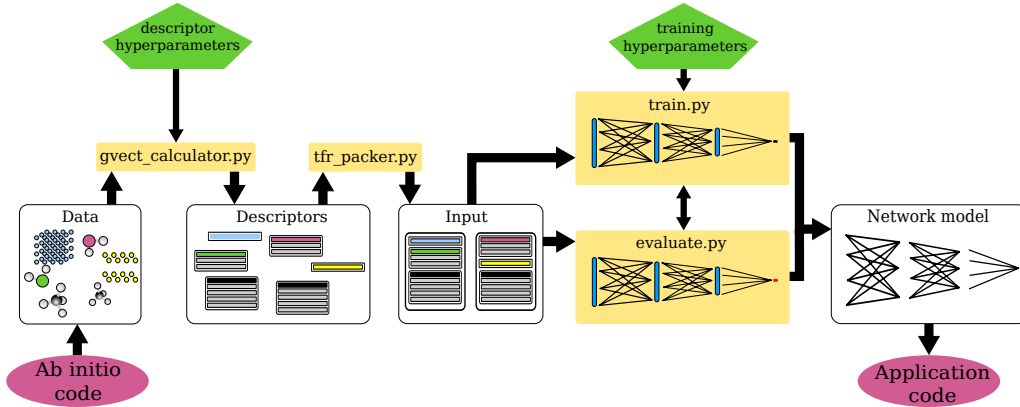 descriptor
hyperparameters
training
hyperparameters
gvect_calculator.py
tfr_packer.py
train.py
Data
Descriptors
Input
evaluate.py
Network model
Ab initio
code
Application
code